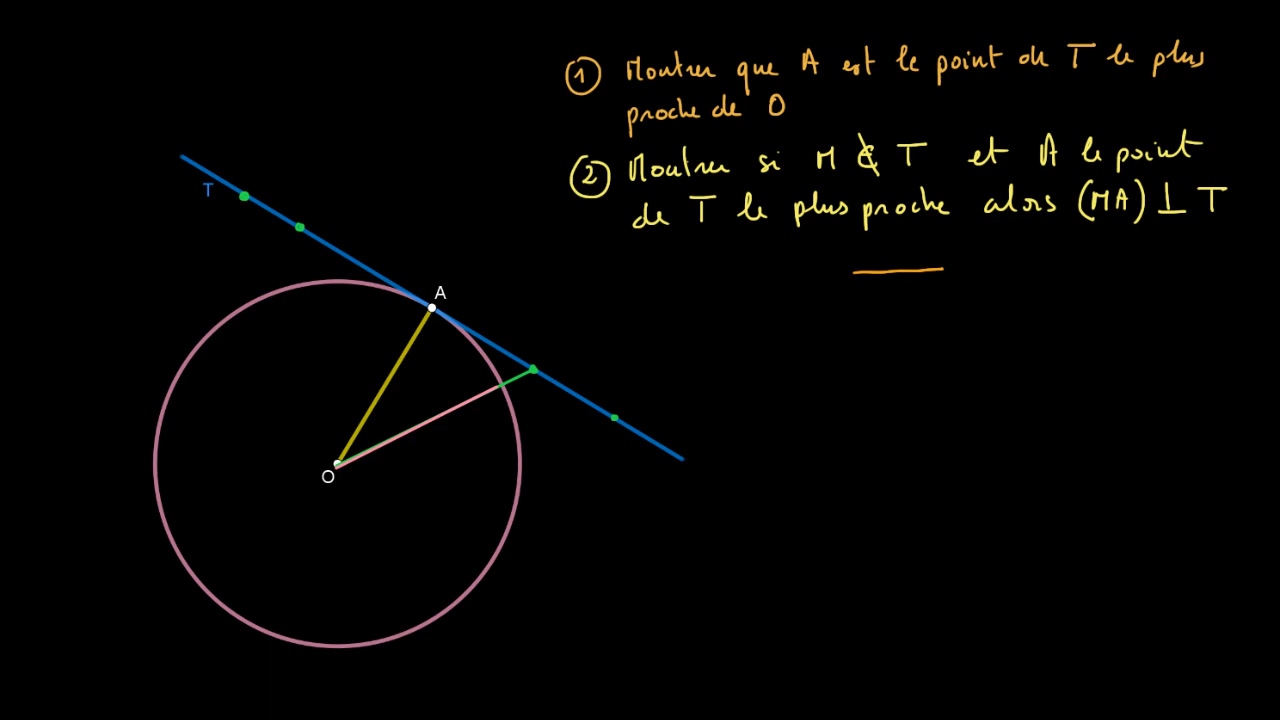 ① Montrer que A est le point de T le plus
proche de O
② Montrer si M ∉ T et A le point
de T le plus proche alors (MA) ⊥ T
T
A
O